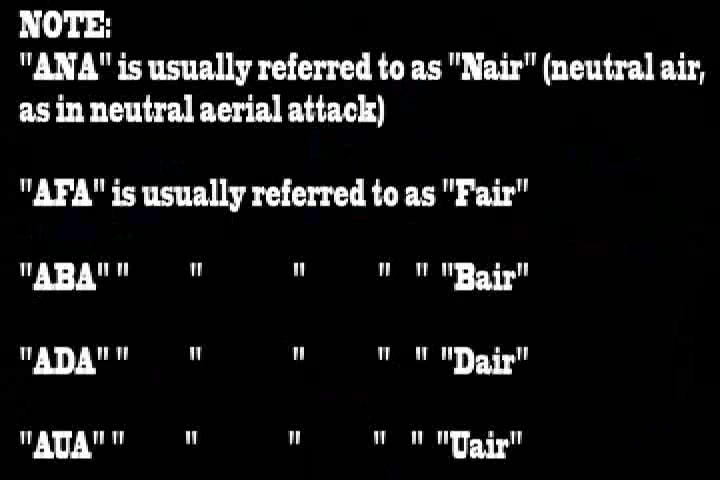 NOTE:
"ANA" is usually referred to as "Nair" (neutral air,
as in neutral aerial attack)
"AFA" is usually referred to as "Fair"
"ABA" " " " " " "Bair"
"ADA" " " " " " "Dair"
"AUA" " " " " " "Uair"